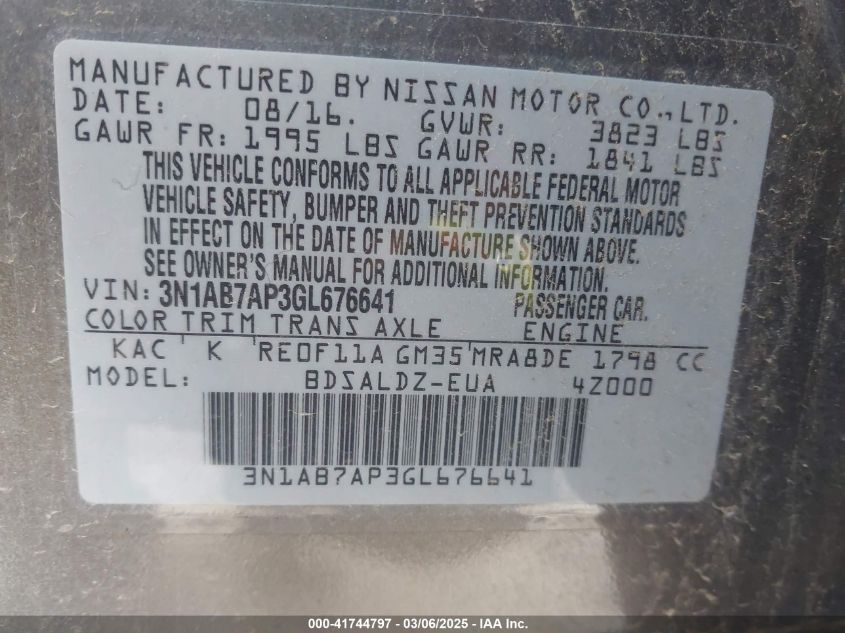 MANUFACTURED BY NISSAN MOTOR CO., LTD.
DATE: 08/16. GVWR: 3823 LBS
GAWR FR: 1995 LBS GAWR RR: 1841 LBS
THIS VEHICLE CONFORMS TO ALL APPLICABLE FEDERAL MOTOR
VEHICLE SAFETY, BUMPER AND THEFT PREVENTION STANDARDS
IN EFFECT ON THE DATE OF MANUFACTURE SHOWN ABOVE.
SEE OWNER'S MANUAL FOR ADDITIONAL INFORMATION.
VIN: 3N1AB7AP3GL676641 PASSENGER CAR.
COLOR TRIM TRANS AXLE ENGINE
KAC K RE0F11A GM35 MRA8DE 1798 CC
MODEL: BDSALDZ-EUA 4Z000
3N1AB7AP3GL676641
000-41744797 - 03/06/2025 - IAA Inc.